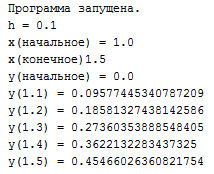 Программа запущена.
h = 0.1
x(начальное) = 1.0
x(конечное)1.5
y(начальное) = 0.0
y(1.1) = 0.09577445340787209
y(1.2) = 0.18581327438142586
y(1.3) = 0.27360353888548405
y(1.4) = 0.3622132283437325
y(1.5) = 0.45466026360821754